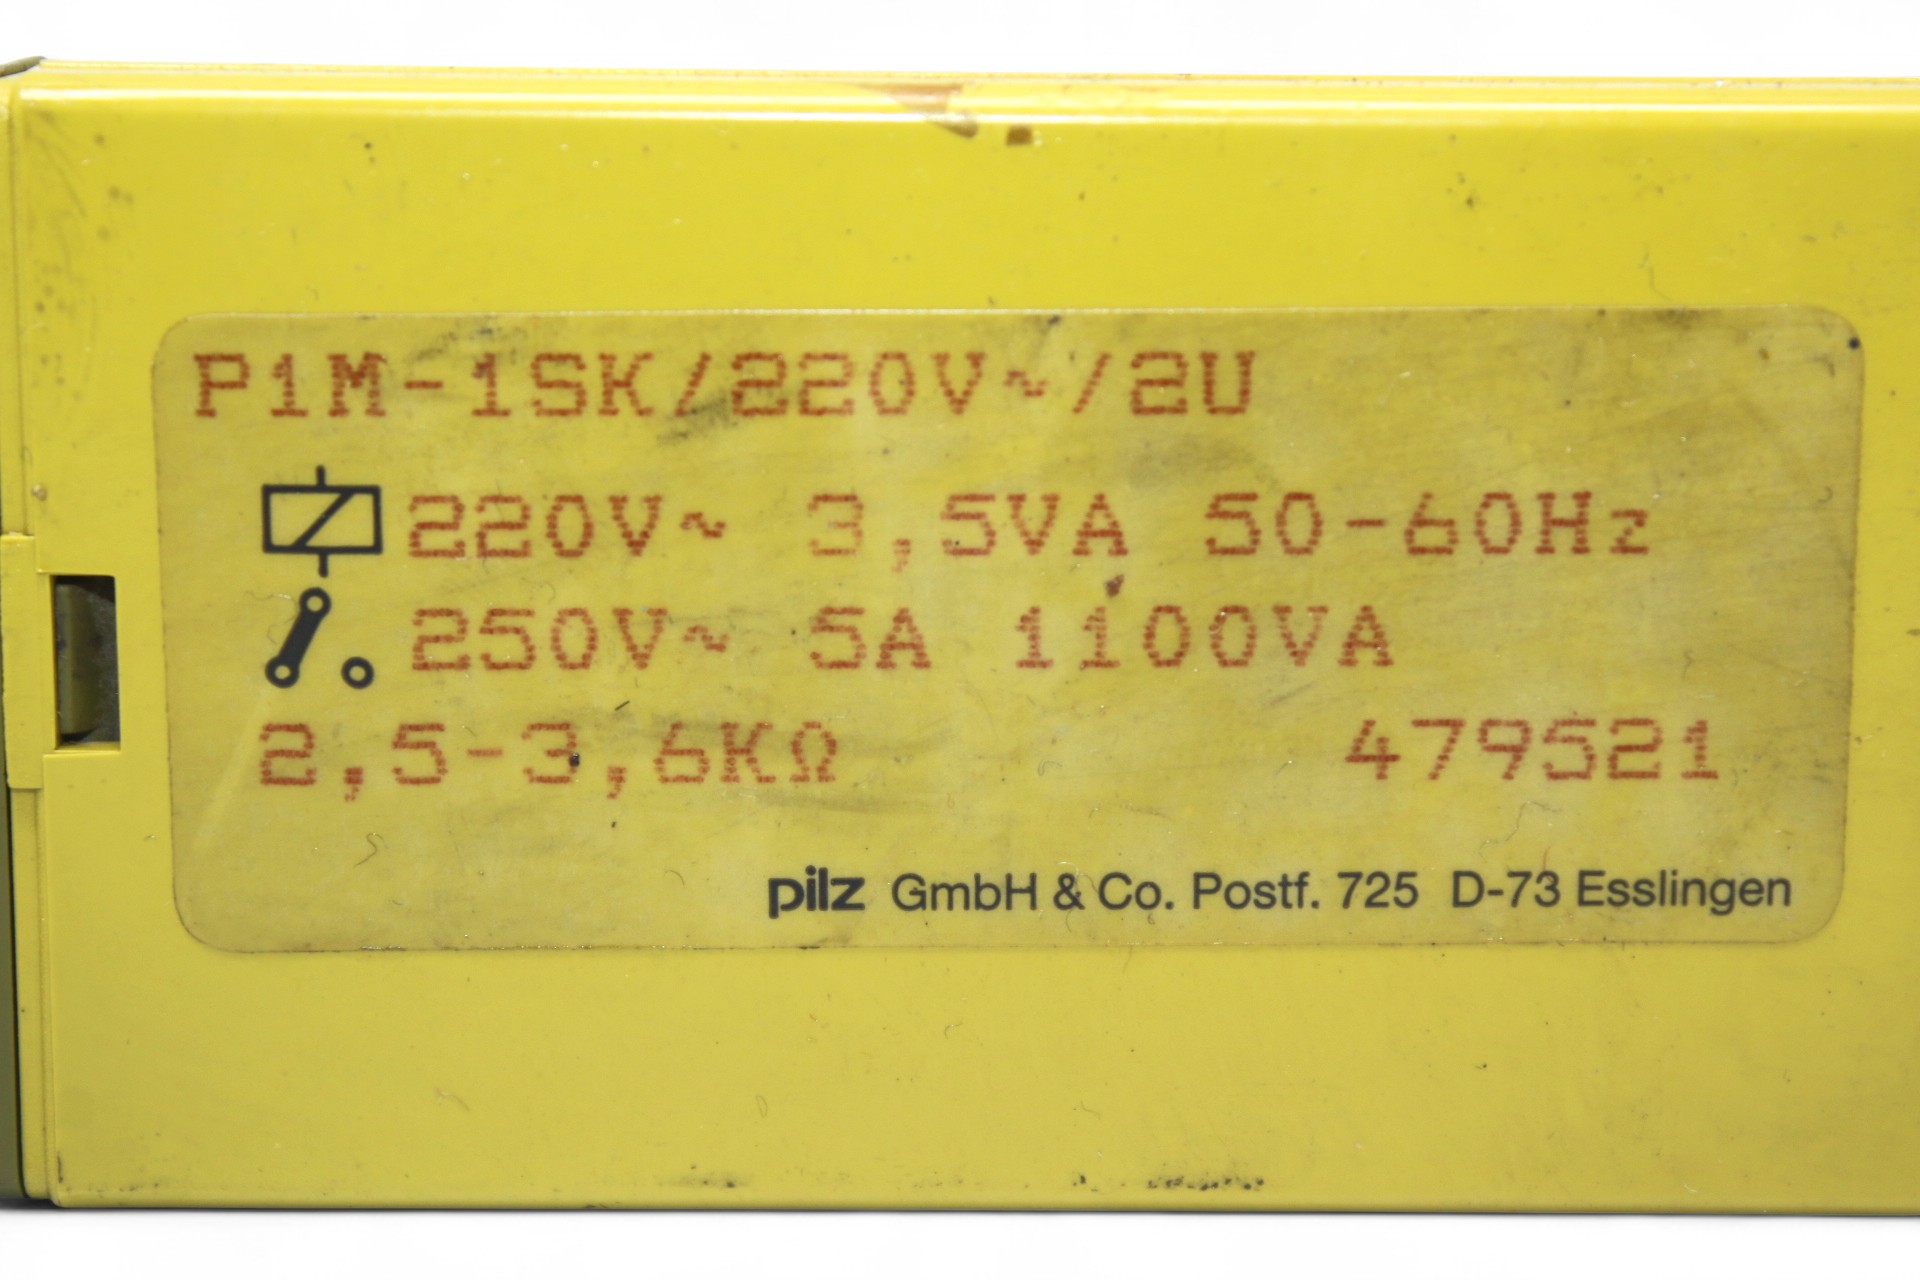 P1M-1SK/220V~/2U
220V~ 3,5VA 50-60Hz
250V~ 5A 1100VA
2,5-3,6KΩ 479521
pilz GmbH & Co. Postf. 725 D-73 Esslingen